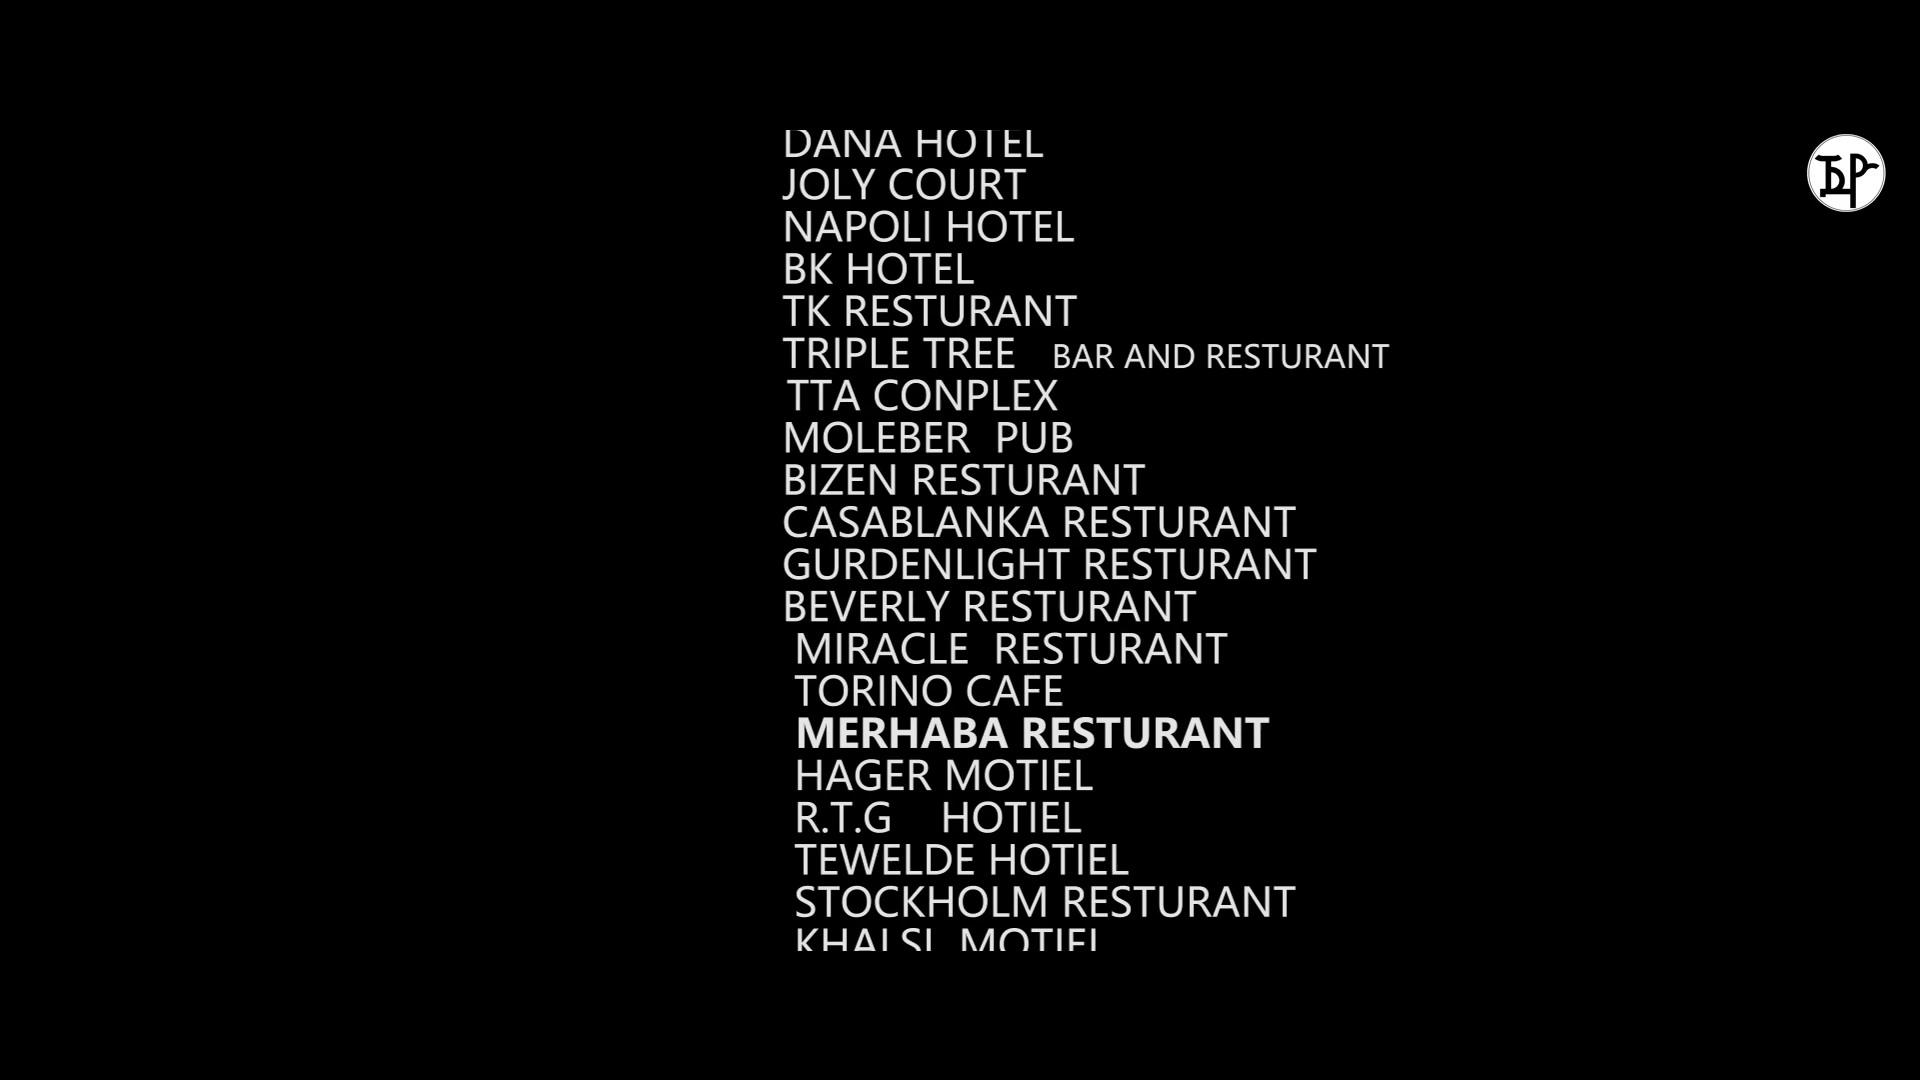 DANA HOTEL
JOLY COURT
NAPOLI HOTEL
BK HOTEL
TK RESTURANT
TRIPLE TREE BAR AND RESTURANT
TTA CONPLEX
MOLEBER PUB
BIZEN RESTURANT
CASABLANKA RESTURANT
GURDENLIGHT RESTURANT
BEVERLY RESTURANT
MIRACLE RESTURANT
TORINO CAFE
MERHABA RESTURANT
HAGER MOTIEL
R.T.G HOTIEL
TEWELDE HOTIEL
STOCKHOLM RESTURANT
MOTIEL